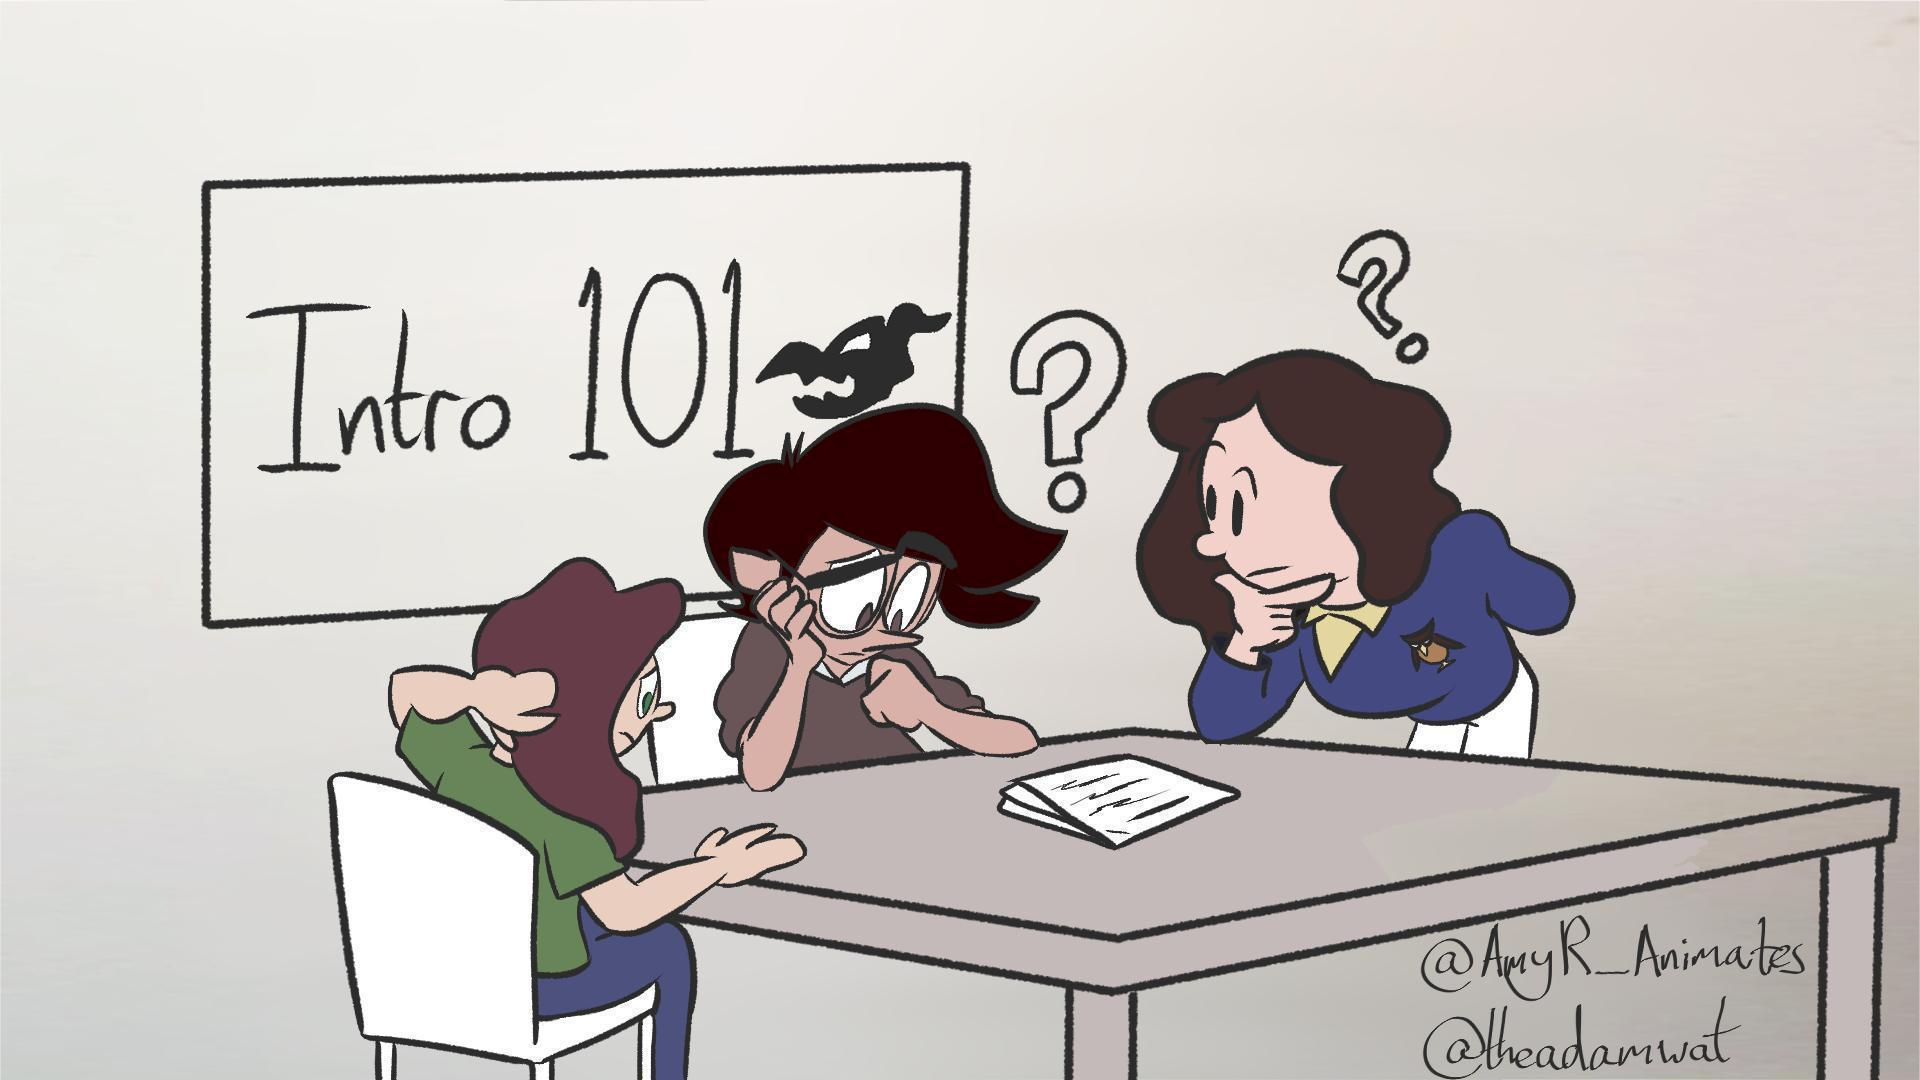 Intro 101
?
?
@AmyR_Animates
@theadamwat